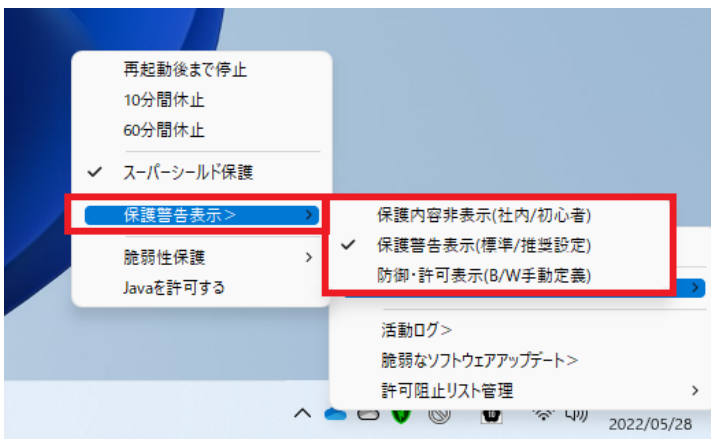 再起動後まで停止
10分間休止
60分間休止
スーパーシールド保護
保護警告表示＞
脆弱性保護
Javaを許可する
保護内容非表示(社内/初心者)
保護警告表示(標準/推奨設定)
防御・許可表示(B/W手動定義)
活動ログ＞
脆弱なソフトウェアアップデート＞
許可阻止リスト管理
2022/05/28